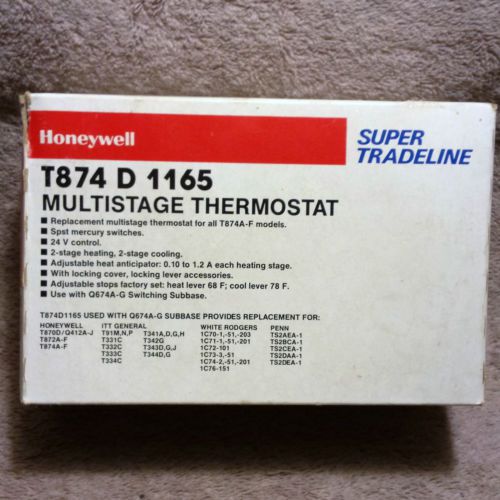 Honeywell
SUPER
TRADELINE
T874 D 1165
MULTISTAGE THERMOSTAT
■ Replacement multistage thermostat for all T874A-F models.
■ Spst mercury switches.
■ 24 V control.
■ 2-stage heating, 2-stage cooling.
■ Adjustable heat anticipator: 0.10 to 1.2 A each heating stage.
■ With locking cover, locking lever accessories.
■ Adjustable stops factory set: heat lever 68 F; cool lever 78 F.
■ Use with Q674A-G Switching Subbase.
T874D1165 USED WITH Q674A-G SUBBASE PROVIDES REPLACEMENT FOR:
HONEYWELL ITT GENERAL WHITE RODGERS PENN
T870D/Q412A-J T91M,N,P T341A,D,G,H 1C70-1,-51,-203 TS2AEA-1
T872A-F T331C T342G 1C71-1,-51,-201 TS2BCA-1
T874A-F T332C T343D,G,J 1C72-101 TS2CEA-1
T333C T344D,G 1C73-3,-51 TS2DAA-1
T334C 1C74-2,-51,-201 TS2DEA-1
1C76-151